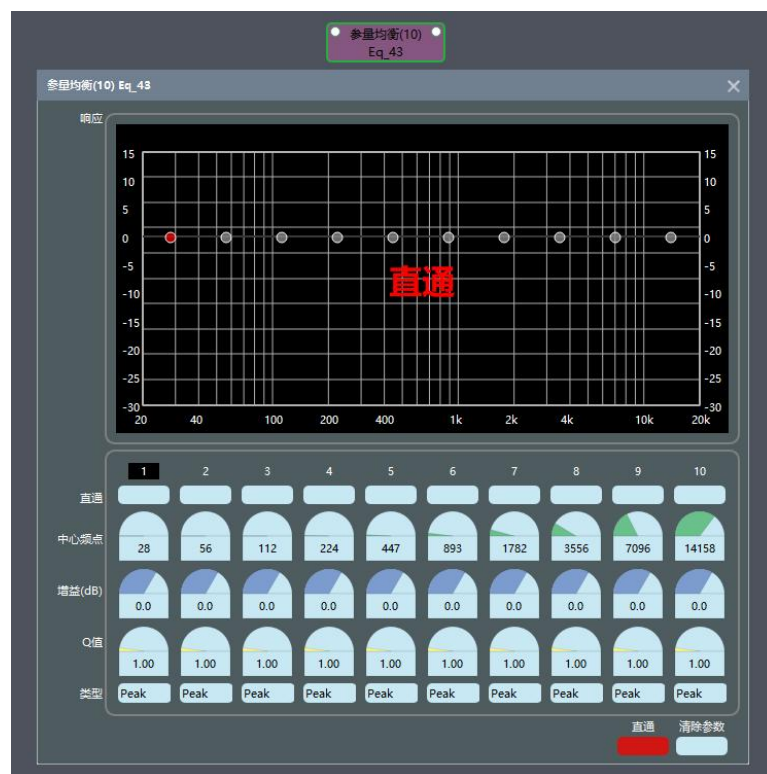 参量均衡(10)
Eq_43
参量均衡(10) Eq_43
响应
15 15
10 10
5 5
0 0
-5 -5
直通
-10 -10
-15 -15
-20 -20
-25 -25
-30 -30
20 40 100 200 400 1k 2k 4k 10k 20k
1 2 3 4 5 6 7 8 9 10
直通
中心频点 28 56 112 224 447 893 1782 3556 7096 14158
增益(dB) 0.0 0.0 0.0 0.0 0.0 0.0 0.0 0.0 0.0 0.0
Q值 1.00 1.00 1.00 1.00 1.00 1.00 1.00 1.00 1.00 1.00
类型 Peak Peak Peak Peak Peak Peak Peak Peak Peak Peak
直通 清除参数